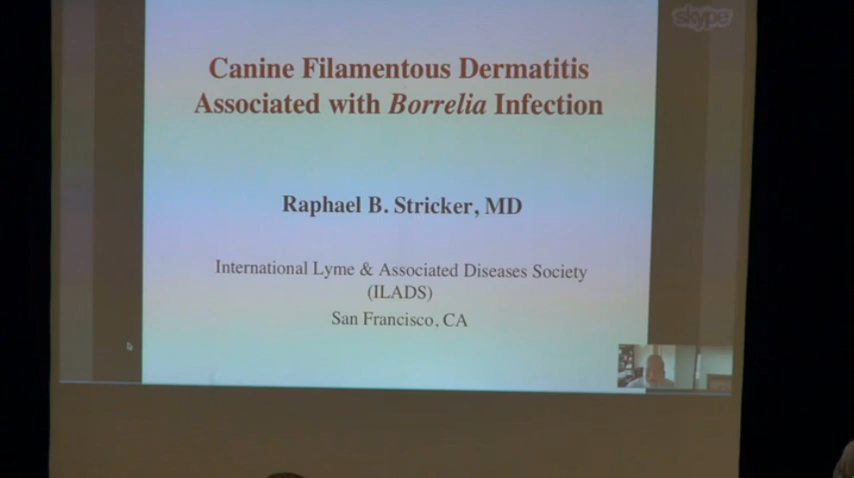 skype
Canine Filamentous Dermatitis
Associated with Borrelia Infection
Raphael B. Stricker, MD
International Lyme & Associated Diseases Society
(ILADS)
San Francisco, CA